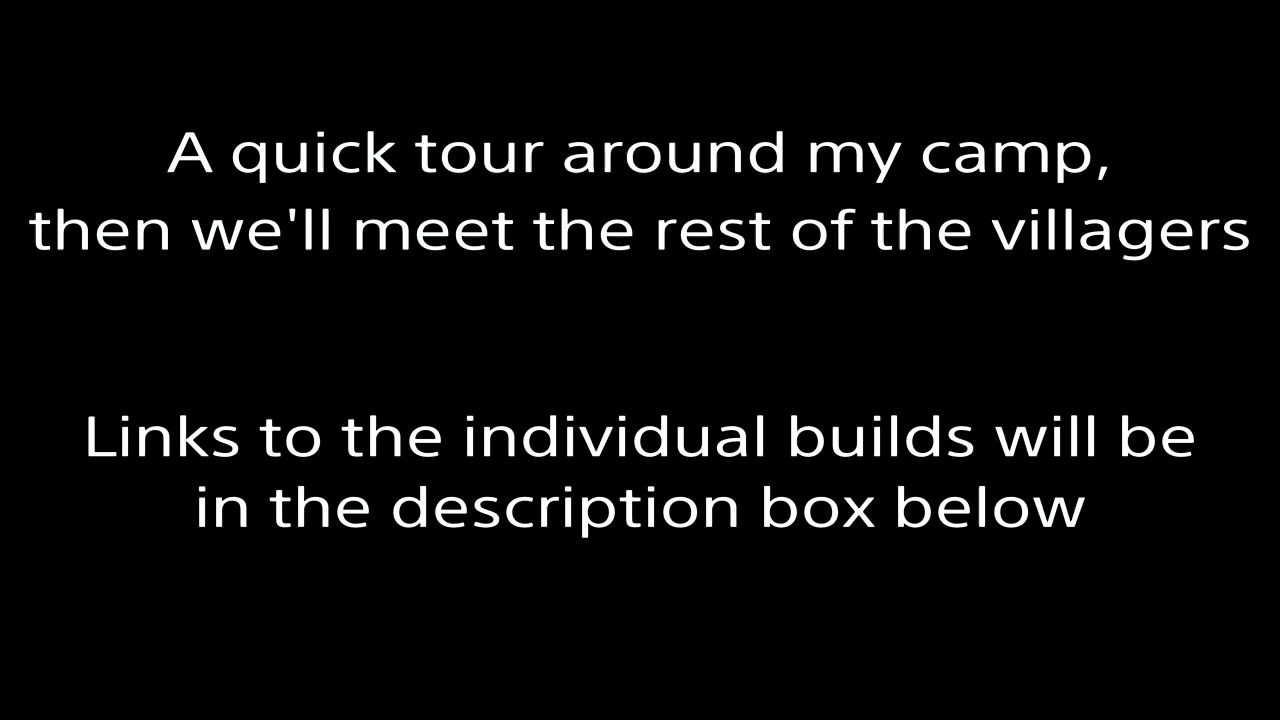 A quick tour around my camp,
then we'll meet the rest of the villagers
Links to the individual builds will be
in the description box below